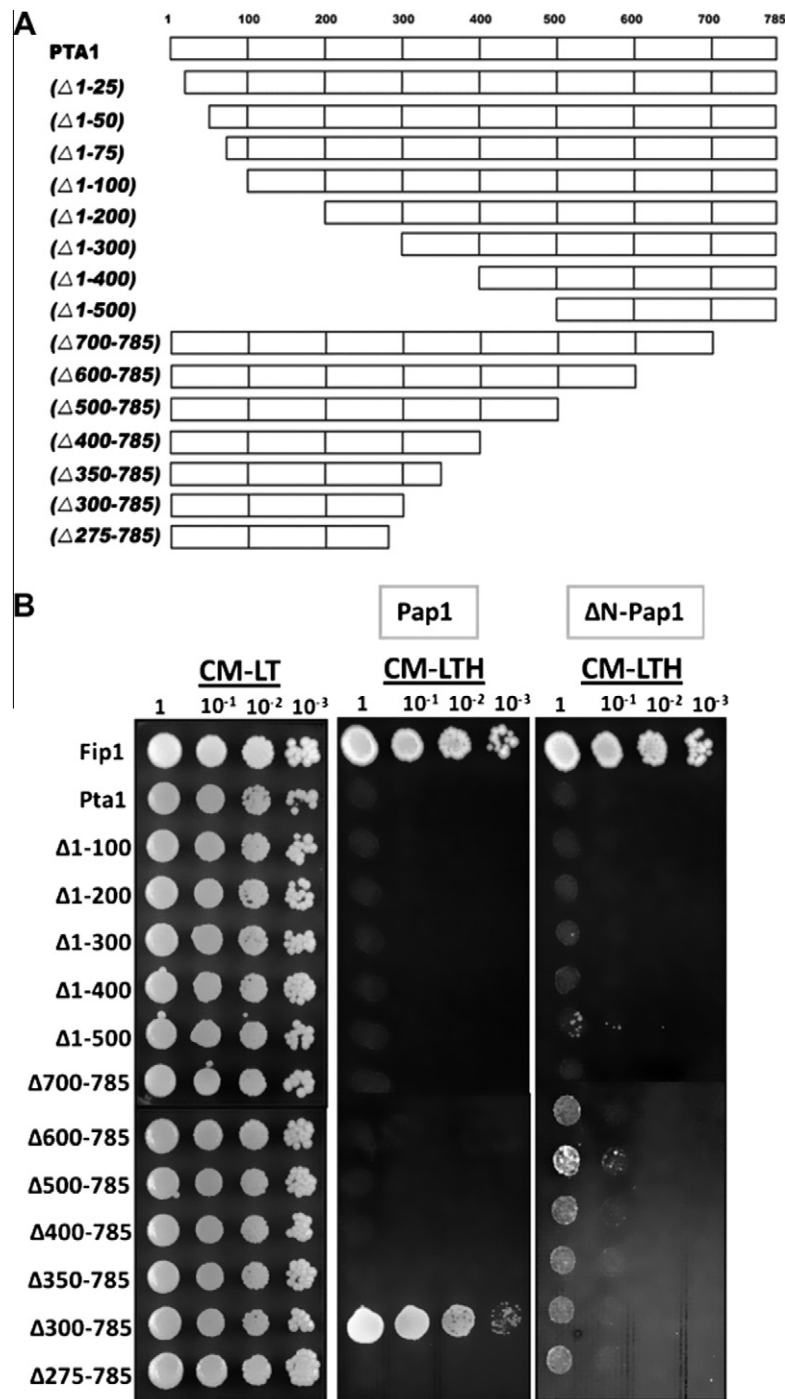 A
1 100 200 300 400 500 600 700 785
PTA1
(△1-25)
(△1-50)
(△1-75)
(△1-100)
(△1-200)
(△1-300)
(△1-400)
(△1-500)
(△700-785)
(△600-785)
(△500-785)
(△400-785)
(△350-785)
(△300-785)
(△275-785)
B
Pap1 ΔN-Pap1
CM-LT CM-LTH CM-LTH
1 10⁻¹ 10⁻² 10⁻³ 1 10⁻¹ 10⁻² 10⁻³ 1 10⁻¹ 10⁻² 10⁻³
Fip1
Pta1
Δ1-100
Δ1-200
Δ1-300
Δ1-400
Δ1-500
Δ700-785
Δ600-785
Δ500-785
Δ400-785
Δ350-785
Δ300-785
Δ275-785